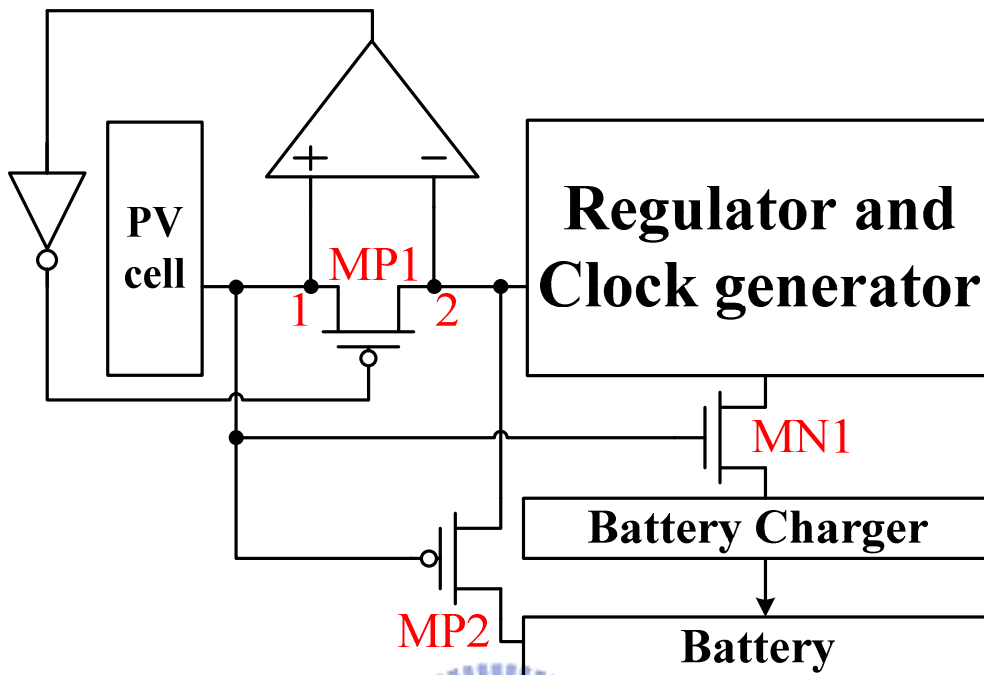 + −
PV
cell
MP1
1
2
Regulator and
Clock generator
MN1
Battery Charger
MP2
Battery